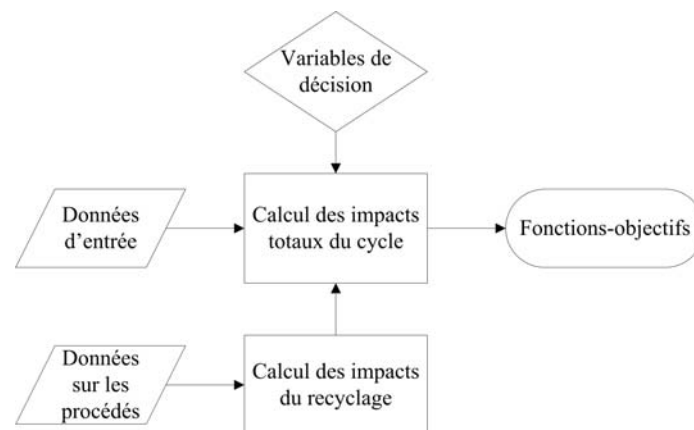 Variables de
décision
Données
d’entrée
Calcul des impacts
totaux du cycle
Fonctions-objectifs
Données
sur les
procédés
Calcul des impacts
du recyclage